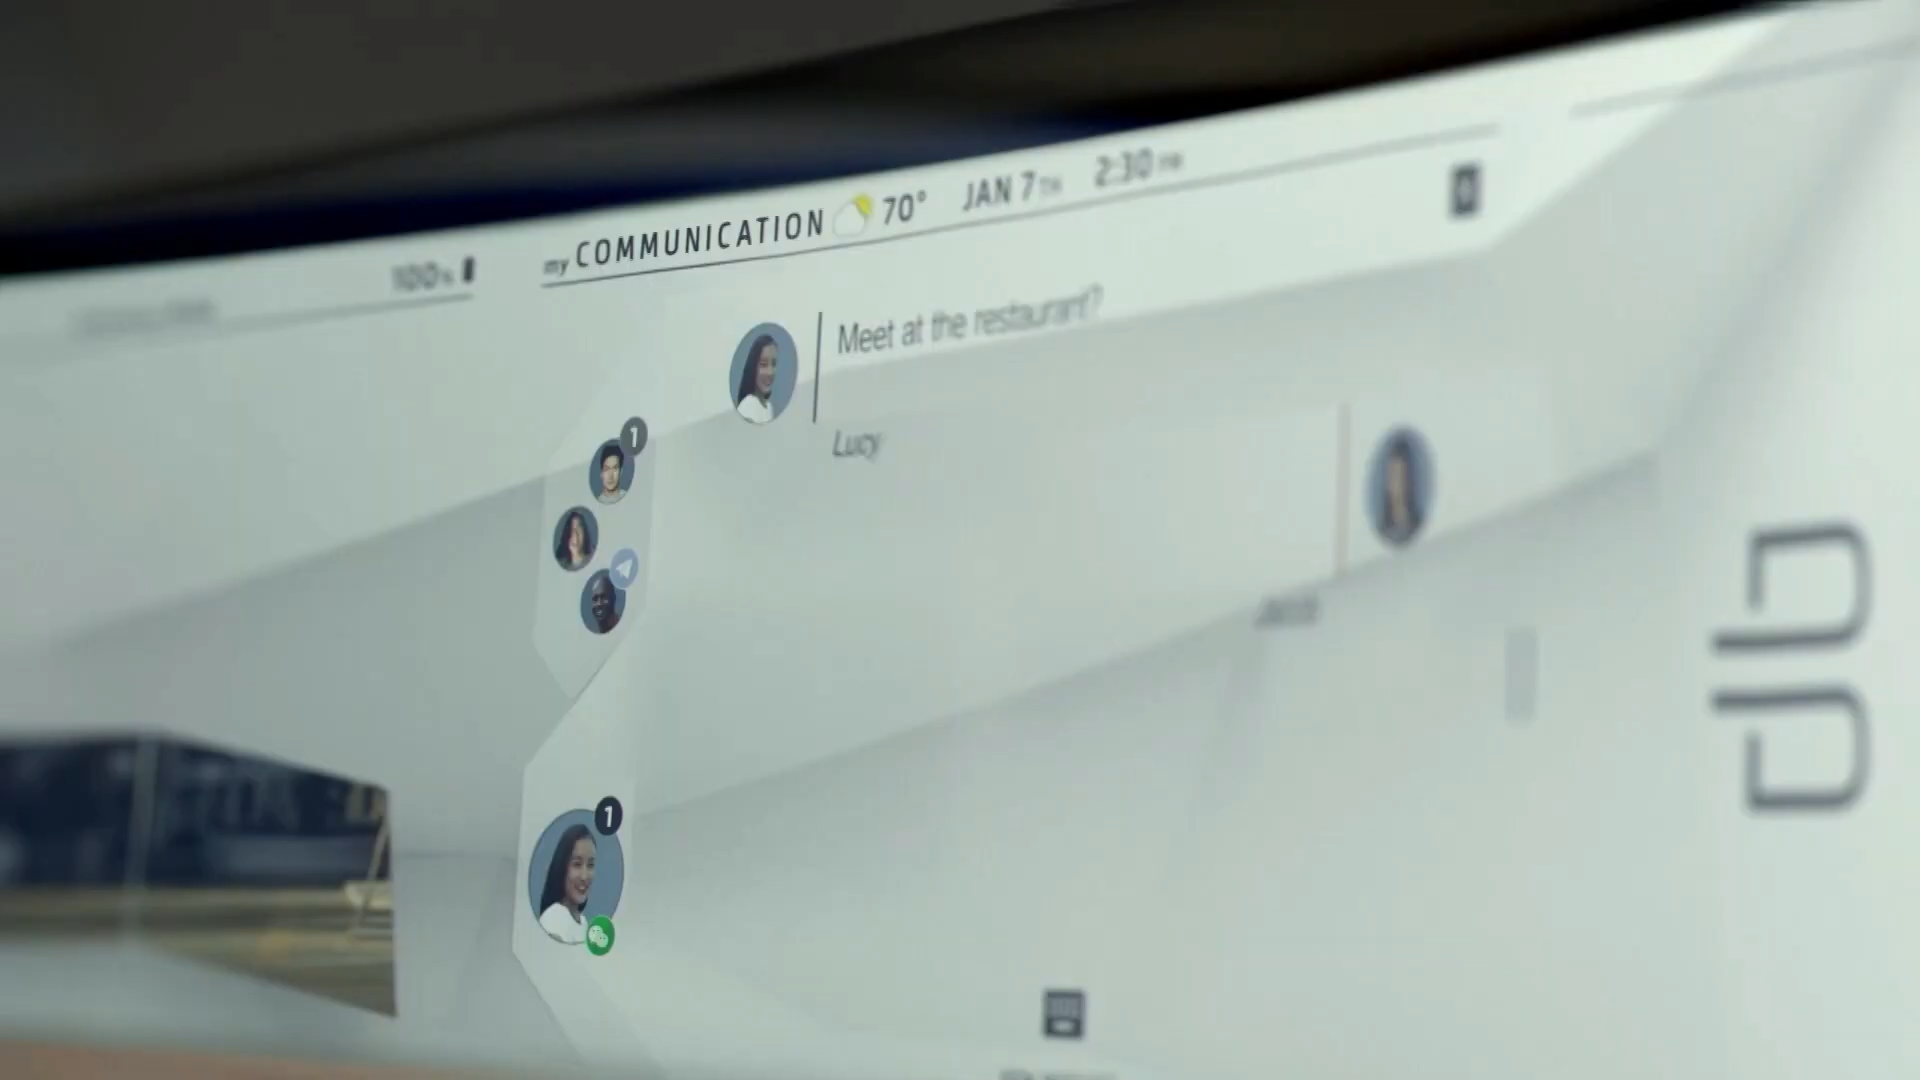 100%
my COMMUNICATION 70° JAN 7TH 2:30 PM
Meet at the restaurant?
Lucy
1
1